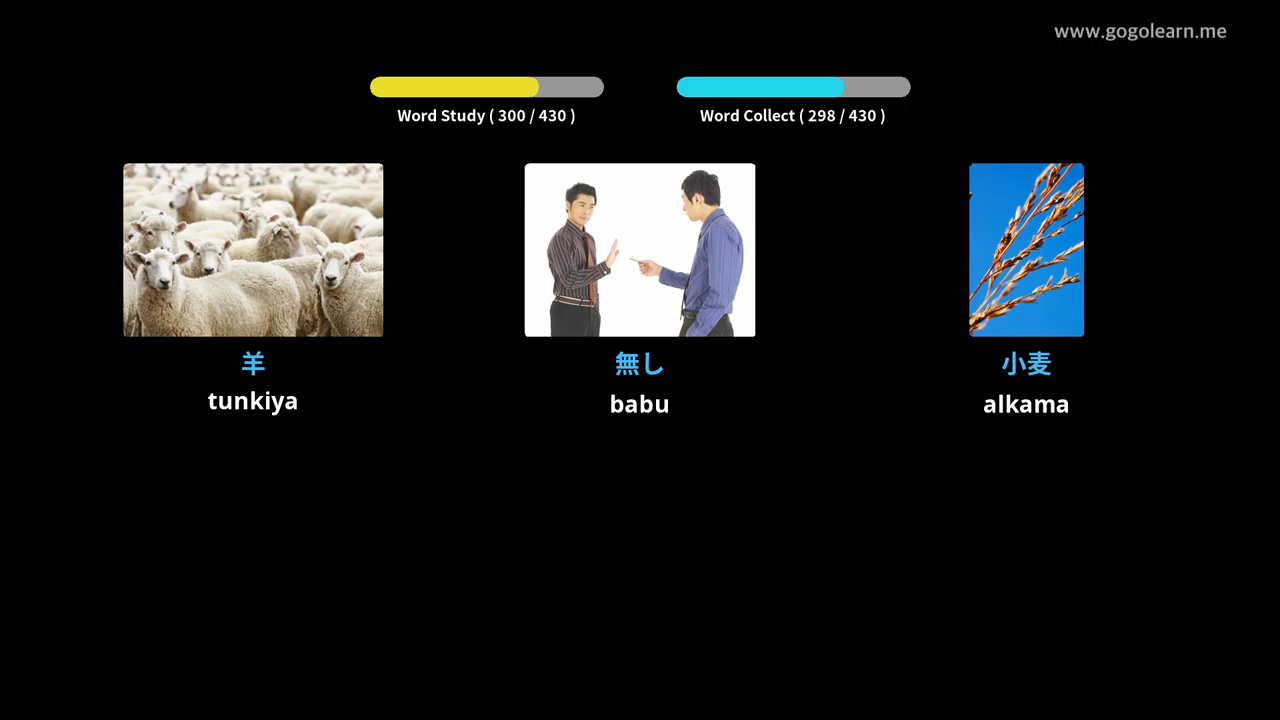 www.gogolearn.me
Word Study ( 300 / 430 )
Word Collect ( 298 / 430 )
羊
tunkiya
無し
babu
小麦
alkama